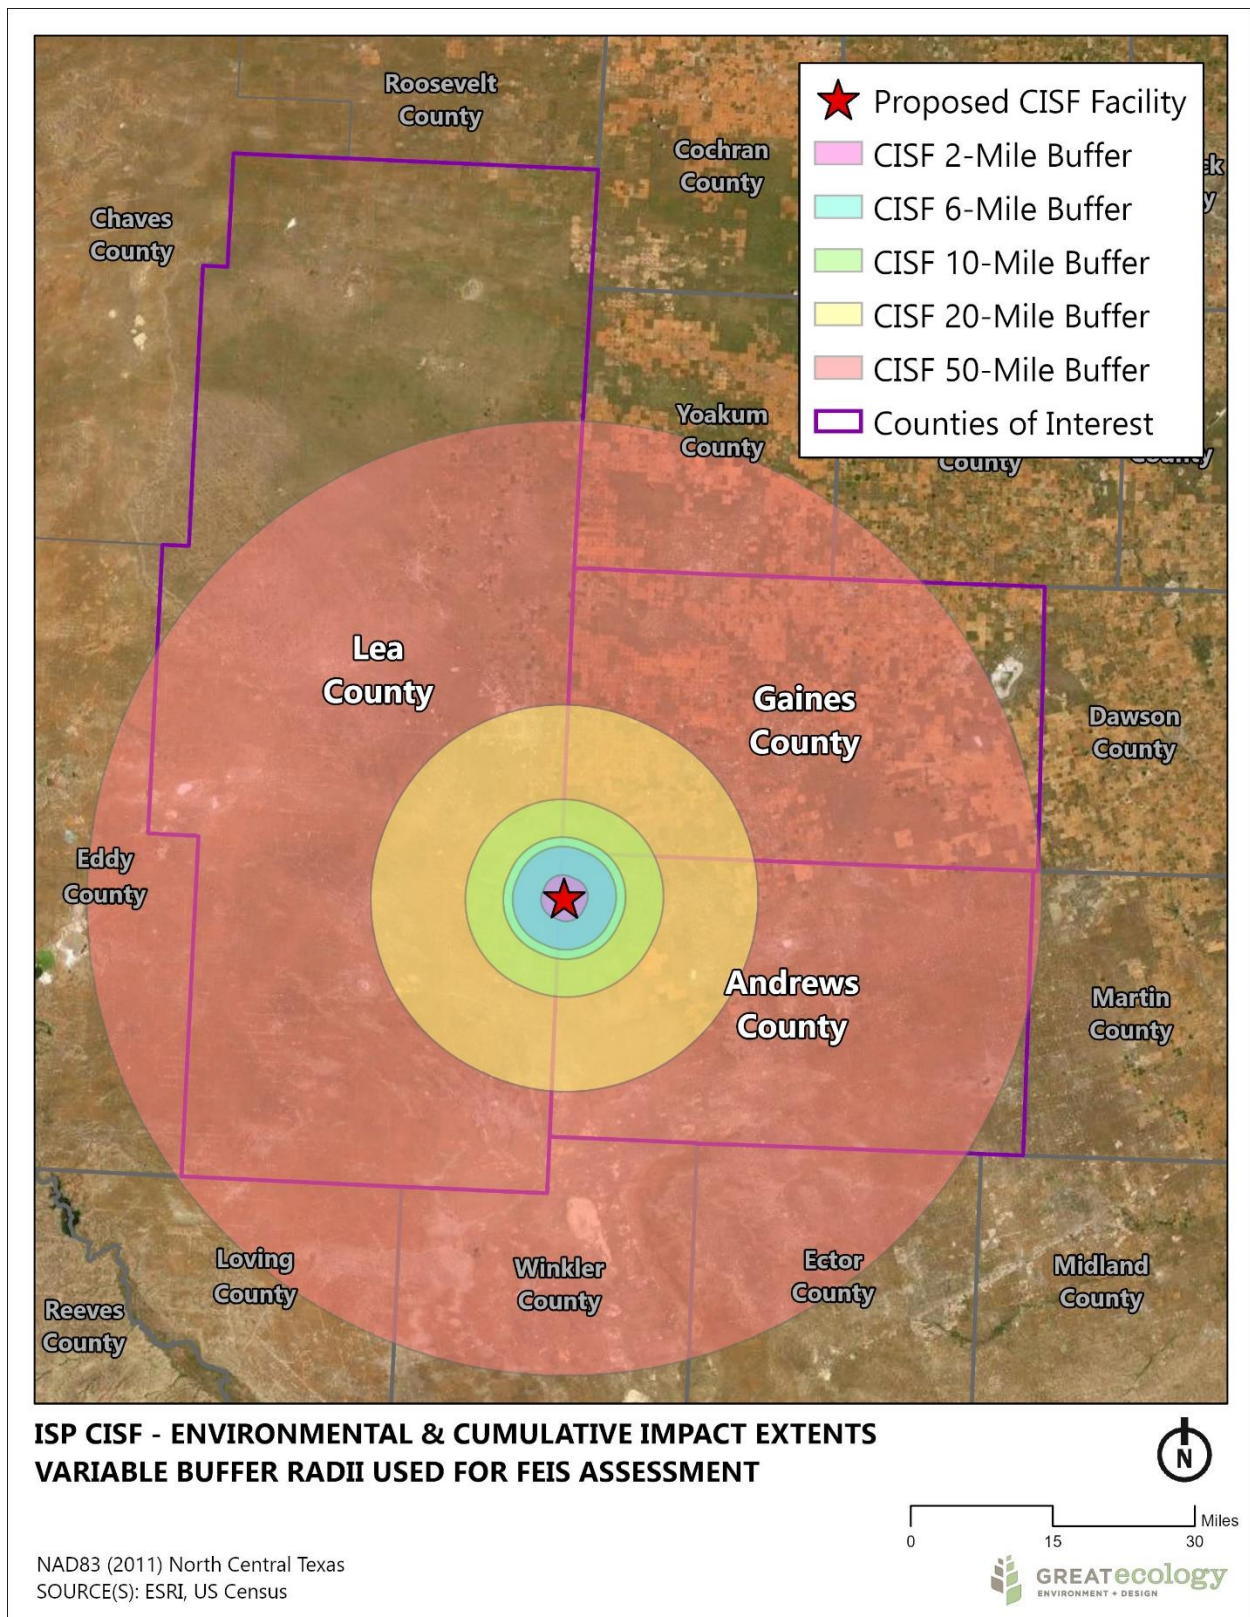 Roosevelt
County
Cochran
County
Chaves
County
Proposed CISF Facility
CISF 2-Mile Buffer
CISF 6-Mile Buffer
CISF 10-Mile Buffer
CISF 20-Mile Buffer
CISF 50-Mile Buffer
Counties of Interest
Yoakum
County
County
County
Lea
County
Gaines
County
Dawson
County
Eddy
County
Andrews
County
Martin
County
Loving
County
Winkler
County
Ector
County
Midland
County
Reeves
County
ISP CISF - ENVIRONMENTAL & CUMULATIVE IMPACT EXTENTS
VARIABLE BUFFER RADII USED FOR FEIS ASSESSMENT
N
Miles
0 15 30
NAD83 (2011) North Central Texas
SOURCE(S): ESRI, US Census
GREATecology
ENVIRONMENT + DESIGN